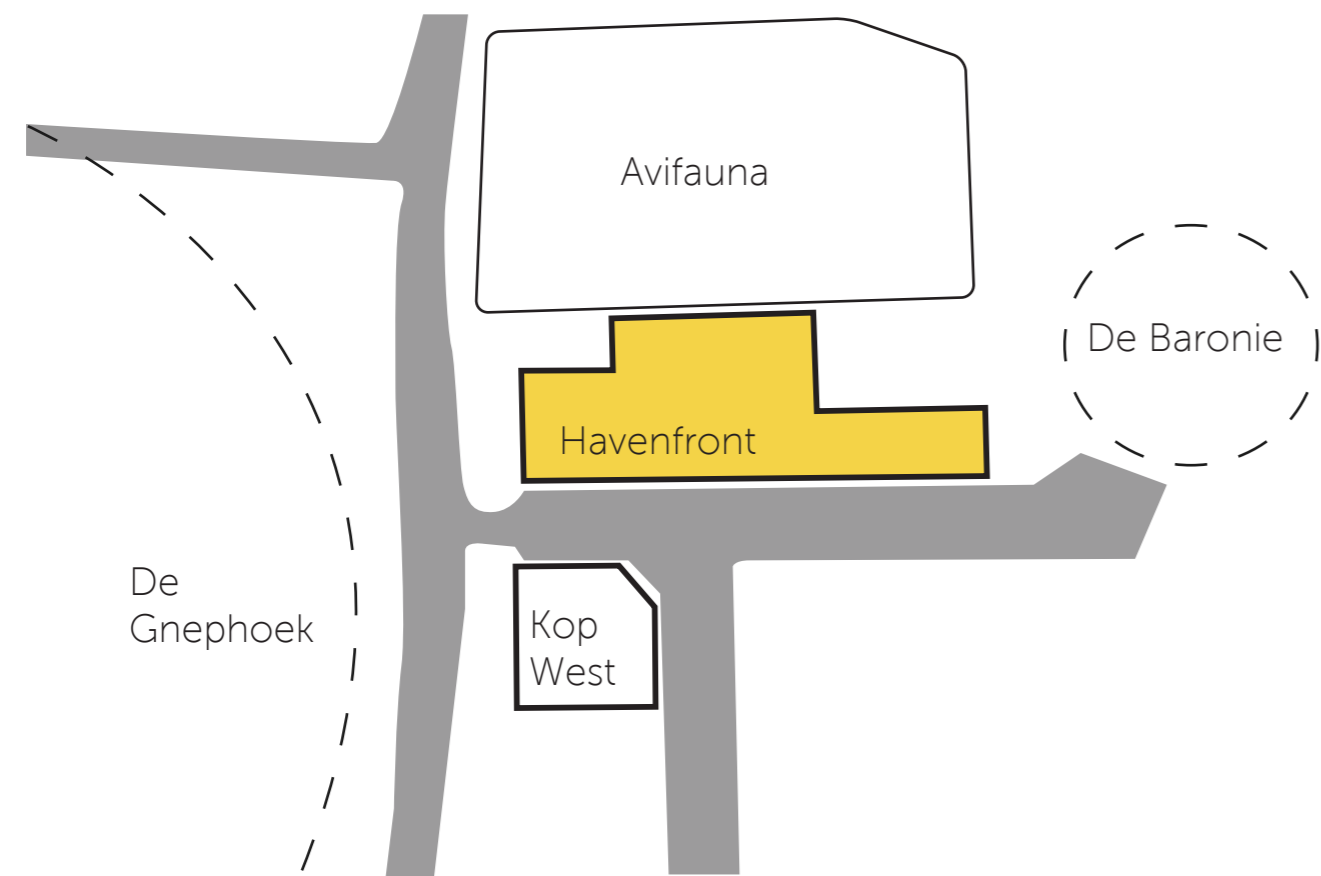 Avifauna
De Baronie
Havenfront
De
Gnephoek
Kop
West